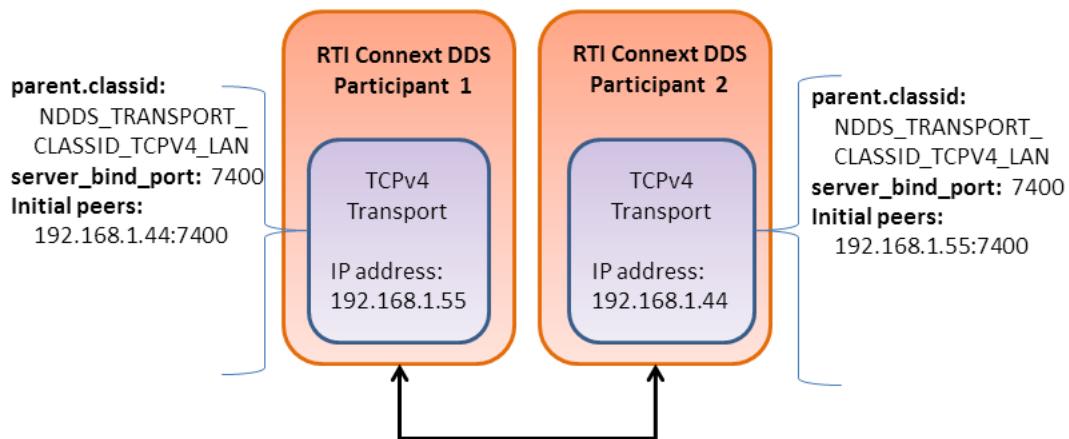 parent.classid:
NDDS_TRANSPORT_
CLASSID_TCPV4_LAN
server_bind_port: 7400
Initial peers:
192.168.1.44:7400
RTI Connext DDS
Participant 1
TCPv4
Transport
IP address:
192.168.1.55
RTI Connext DDS
Participant 2
TCPv4
Transport
IP address:
192.168.1.44
parent.classid:
NDDS_TRANSPORT_
CLASSID_TCPV4_LAN
server_bind_port: 7400
Initial peers:
192.168.1.55:7400